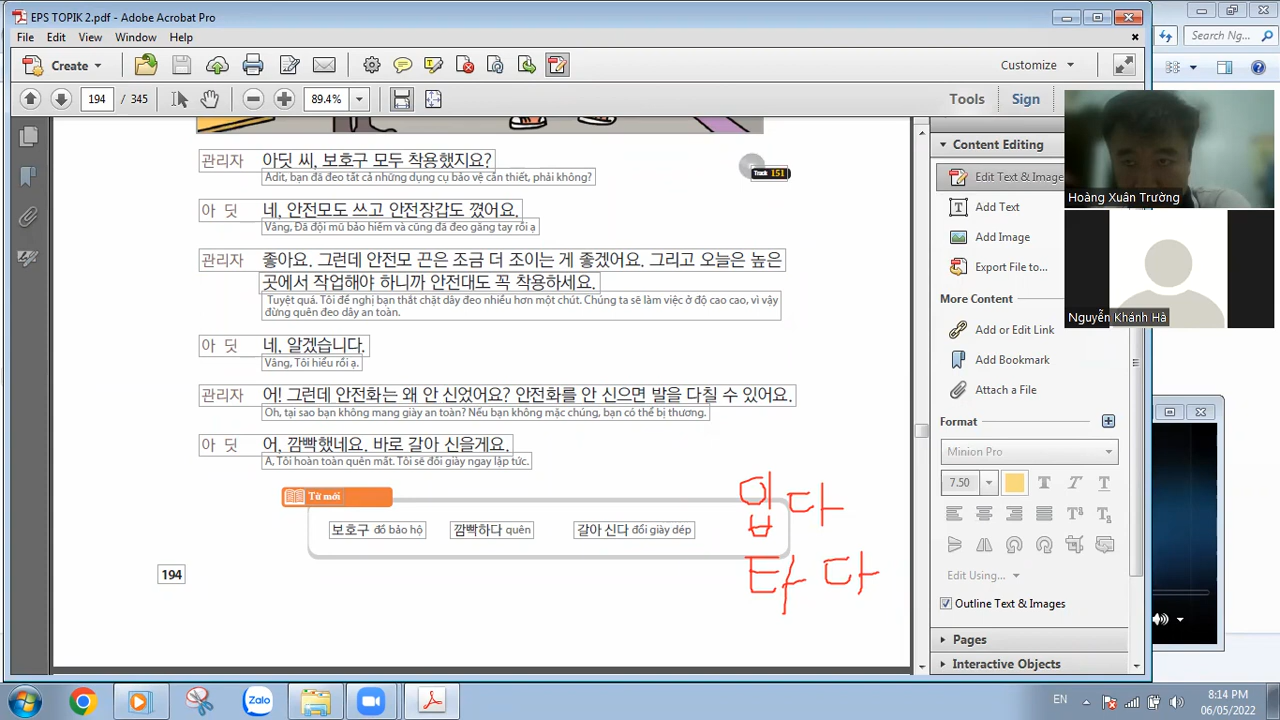 EPS TOPIK 2.pdf - Adobe Acrobat Pro
File Edit View Window Help
Create
Customize
194 / 345
89.4%
Tools Sign
Search Ng...
관리자 아딧 씨, 보호구 모두 착용했지요?
Adit, bạn đã đeo tất cả những dụng cụ bảo vệ cần thiết, phải không?
Track 151
아 딧 네, 안전모도 쓰고 안전장갑도 꼈어요.
Vâng, Đã đội mũ bảo hiểm và cũng đã đeo găng tay rồi ạ
관리자 좋아요. 그런데 안전모 끈은 조금 더 조이는 게 좋겠어요. 그리고 오늘은 높은
곳에서 작업해야 하니까 안전대도 꼭 착용하세요.
Tuyệt quá. Tôi đề nghị bạn thắt chặt dây đeo nhiều hơn một chút. Chúng ta sẽ làm việc ở độ cao cao, vì vậy
đừng quên đeo dây an toàn.
아 딧 네, 알겠습니다.
Vâng, Tôi hiểu rồi ạ.
관리자 어! 그런데 안전화는 왜 안 신었어요? 안전화를 안 신으면 발을 다칠 수 있어요.
Oh, tại sao bạn không mang giày an toàn? Nếu bạn không mặc chúng, bạn có thể bị thương.
아 딧 어, 깜빡했네요. 바로 갈아 신을게요.
A, Tôi hoàn toàn quên mất. Tôi sẽ đổi giày ngay lập tức.
Từ mới
보호구 đồ bảo hộ 깜빡하다 quên 갈아 신다 đổi giày dép
입다
타다
194
Content Editing
Edit Text & Image
Add Text
Add Image
Export File to...
More Content
Add or Edit Link
Add Bookmark
Attach a File
Format
Minion Pro
7.50
T T T
Edit Using...
Outline Text & Images
Pages
Interactive Objects
Hoàng Xuân Trường
Nguyễn Khánh Hà
Zalo
EN
8:14 PM
06/05/2022